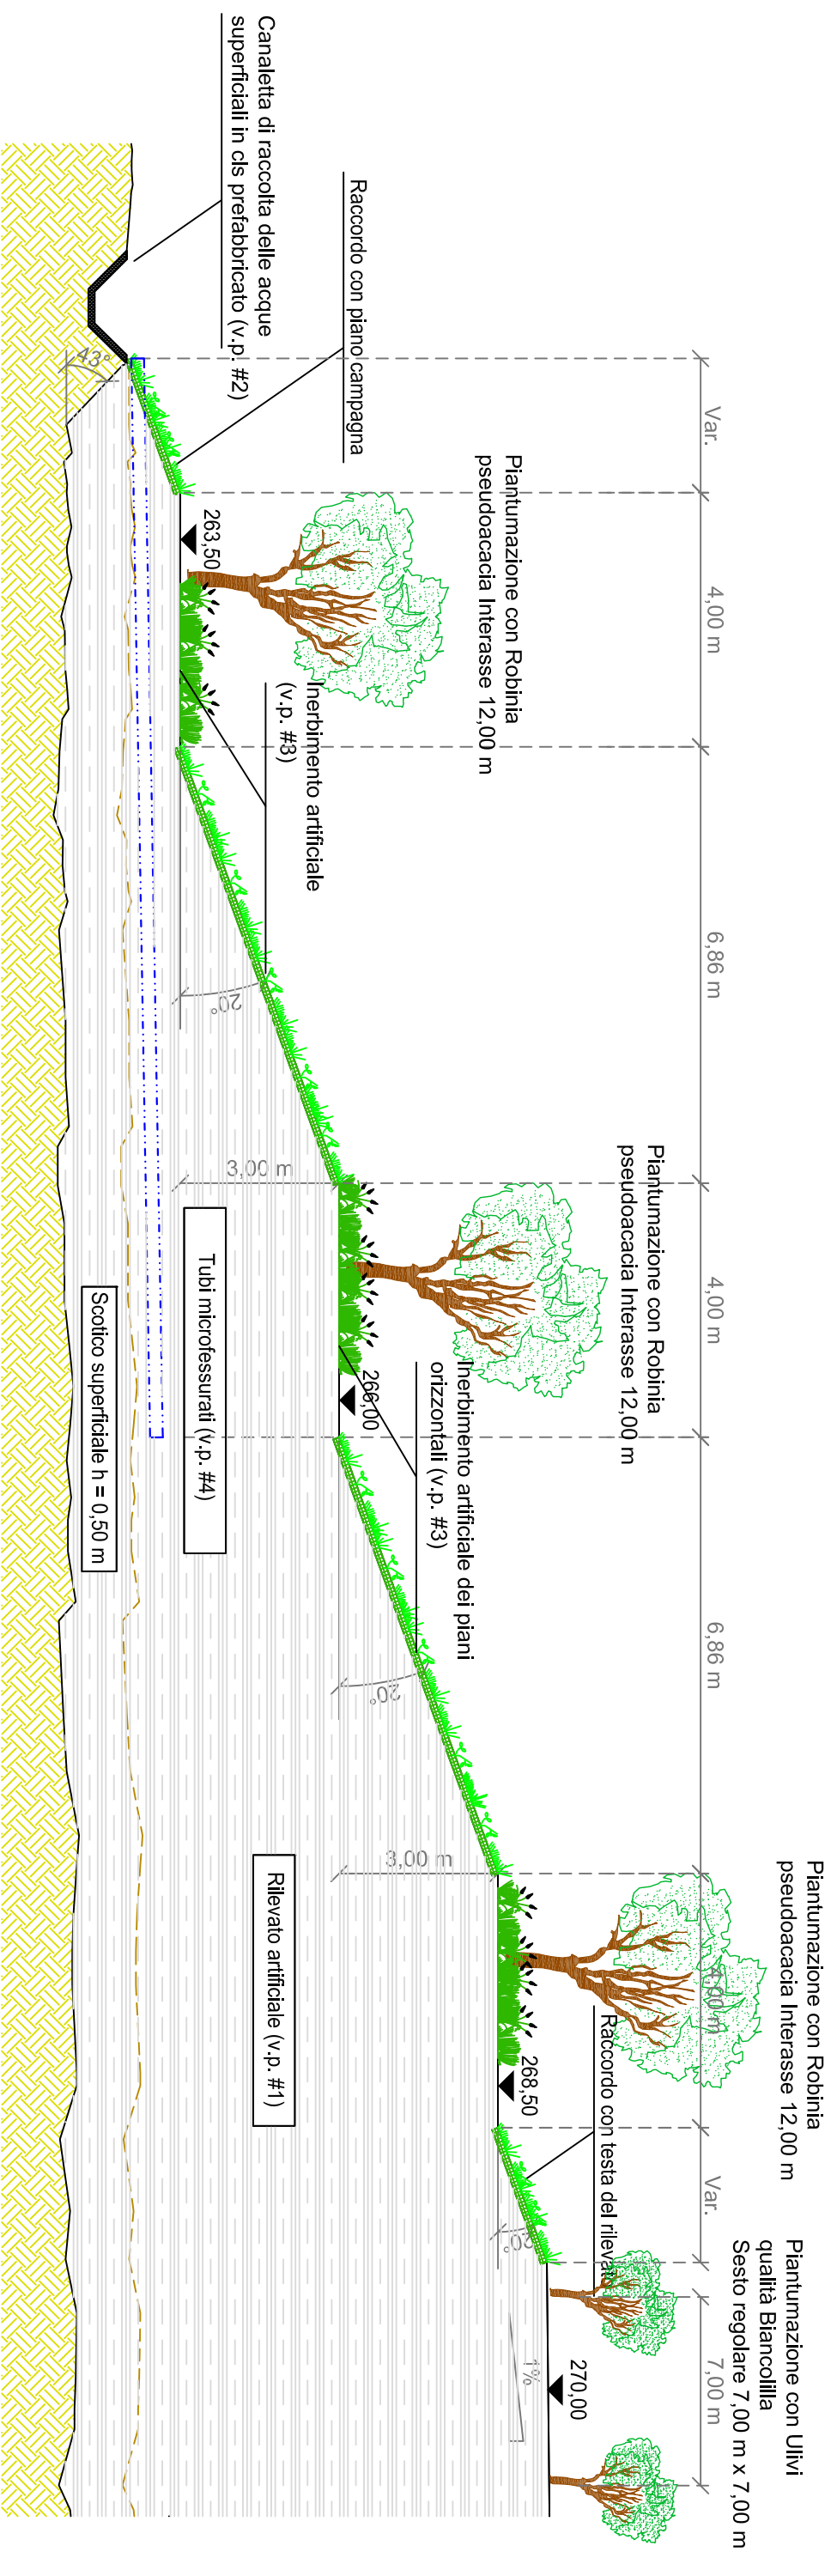 Canaletta di raccolta delle acque
superficiali in cls prefabbricato (v.p. #2)
Raccordo con piano campagna
43°
Var.
Piantumazione con Robinia
pseudoacacia Interasse 12,00 m
263,50
4,00 m
Inerbimento artificiale
(v.p. #3)
6,86 m
20°
3,00 m
Piantumazione con Robinia
pseudoacacia Interasse 12,00 m
4,00 m
266,00
Tubi microfessurati (v.p. #4)
Scotico superficiale h = 0,50 m
Inerbimento artificiale dei piani
orizzontali (v.p. #3)
6,86 m
20°
3,00 m
Rilevato artificiale (v.p. #1)
Piantumazione con Robinia
pseudoacacia Interasse 12,00 m
4,00 m
268,50
Raccordo con testa del rilevato
Var.
20°
Piantumazione con Ulivi
qualità Biancolilla
Sesto regolare 7,00 m x 7,00 m
7,00 m
270,00
1%